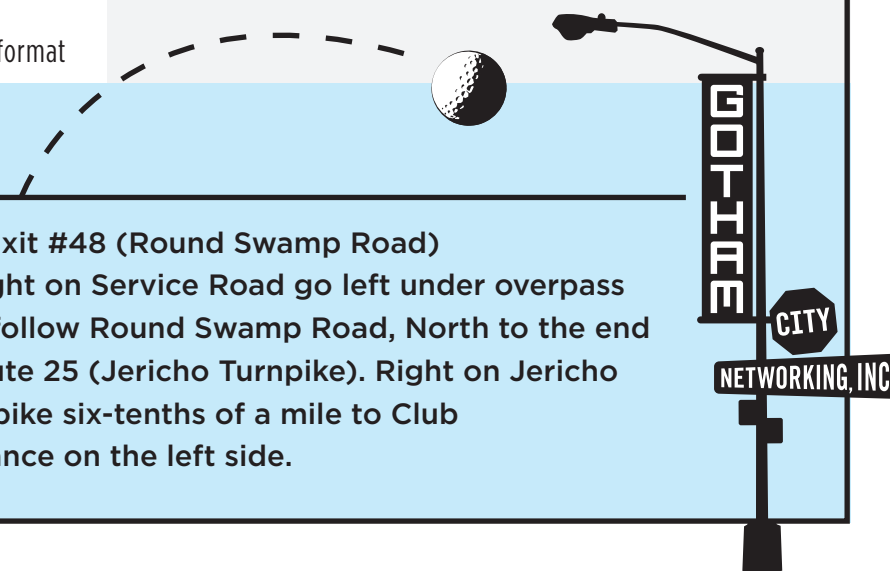 format
xit #48 (Round Swamp Road)
ght on Service Road go left under overpass
follow Round Swamp Road, North to the end
ute 25 (Jericho Turnpike). Right on Jericho
pike six-tenths of a mile to Club
ance on the left side.
GOTHAM
CITY
NETWORKING, INC